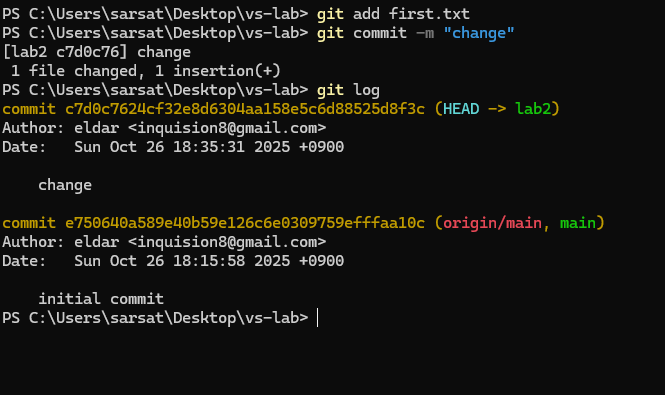 PS C:\Users\sarsat\Desktop\vs-lab> git add first.txt
PS C:\Users\sarsat\Desktop\vs-lab> git commit -m "change"
[lab2 c7d0c76] change
 1 file changed, 1 insertion(+)
PS C:\Users\sarsat\Desktop\vs-lab> git log
commit c7d0c7624cf32e8d6304aa158e5c6d88525d8f3c (HEAD -> lab2)
Author: eldar <inquision8@gmail.com>
Date:   Sun Oct 26 18:35:31 2025 +0900

    change

commit e750640a589e40b59e126c6e0309759efffaa10c (origin/main, main)
Author: eldar <inquision8@gmail.com>
Date:   Sun Oct 26 18:15:58 2025 +0900

    initial commit
PS C:\Users\sarsat\Desktop\vs-lab>